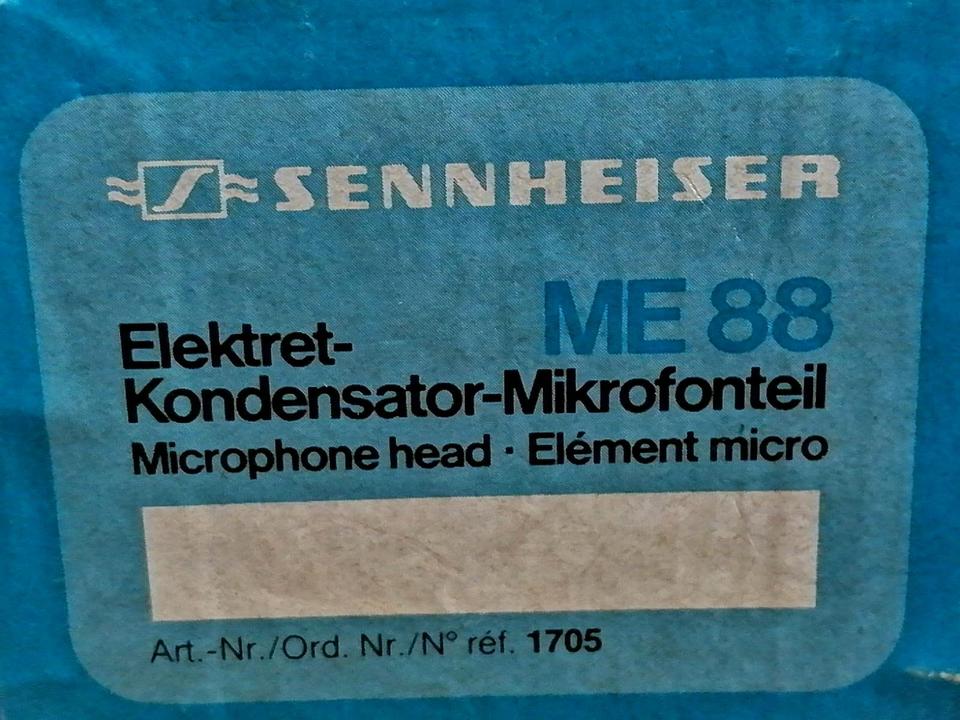 SENNHEISER
ME 88
Elektret-
Kondensator-Mikrofonteil
Microphone head · Elément micro
Art.-Nr./Ord. Nr./N° réf. 1705